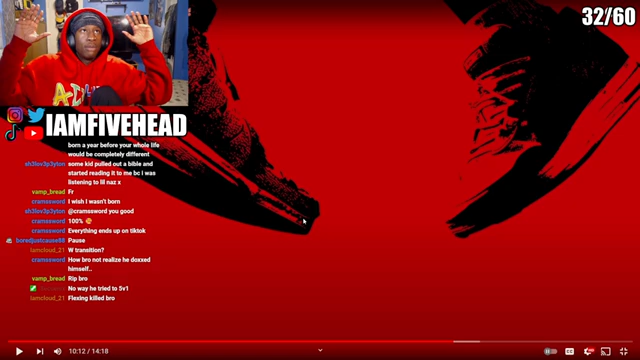 32/60
IAMFIVEHEAD
born a year before your whole life
would be completely different
sh3lov3p3yton some kid pulled out a bible and
started reading it to me bc i was
listening to lil naz x
vamp_bread Fr
cramssword I wish I wasn't born
sh3lov3p3yton @cramssword you good
cramssword 100%
cramssword Everything ends up on tiktok
boredjustcause88 Pause
iamcloud_21 W transition?
cramssword How bro not realize he doxxed
himself..
vamp_bread Rip bro
No way he tried to 5v1
iamcloud_21 Flexing killed bro
10:12 / 14:18